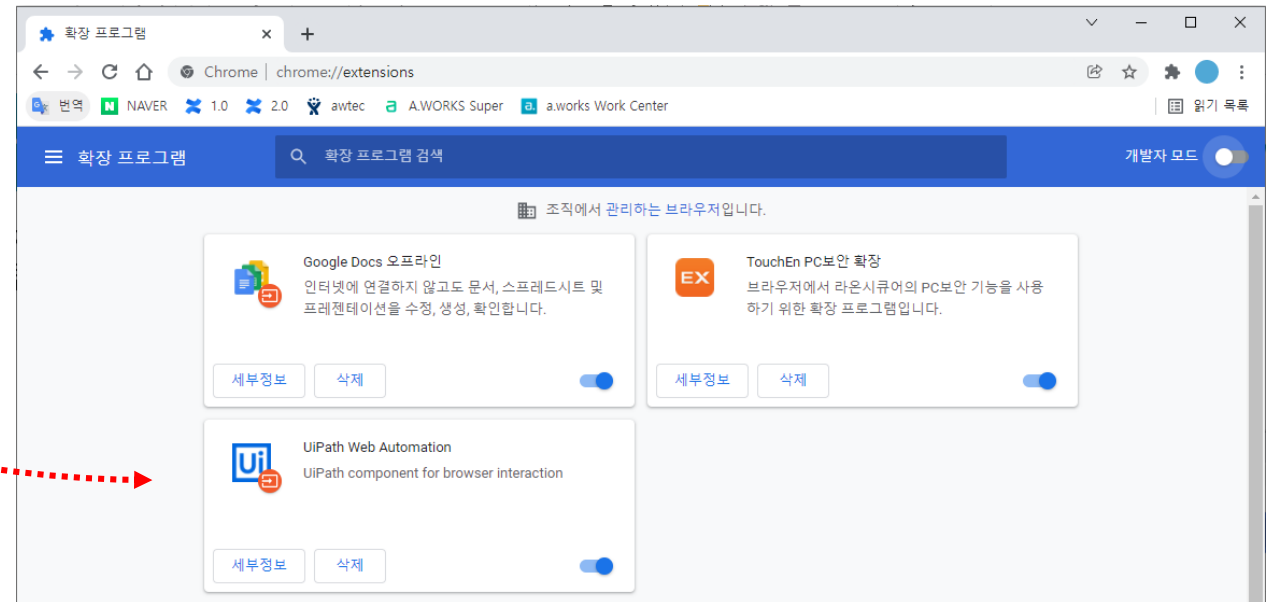 확장 프로그램
Chrome | chrome://extensions
번역 N NAVER 1.0 2.0 awtec a A.WORKS Super a. a.works Work Center 읽기 목록
확장 프로그램 확장 프로그램 검색 개발자 모드
조직에서 관리하는 브라우저입니다.
Google Docs 오프라인
인터넷에 연결하지 않고도 문서, 스프레드시트 및
프레젠테이션을 수정, 생성, 확인합니다.
세부정보 삭제
EX
TouchEn PC보안 확장
브라우저에서 라온시큐어의 PC보안 기능을 사용
하기 위한 확장 프로그램입니다.
세부정보 삭제
Ui
UiPath Web Automation
UiPath component for browser interaction
세부정보 삭제